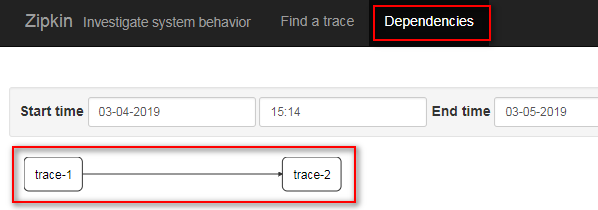 Zipkin Investigate system behavior Find a trace Dependencies
Start time 03-04-2019 15:14 End time 03-05-2019
trace-1 trace-2